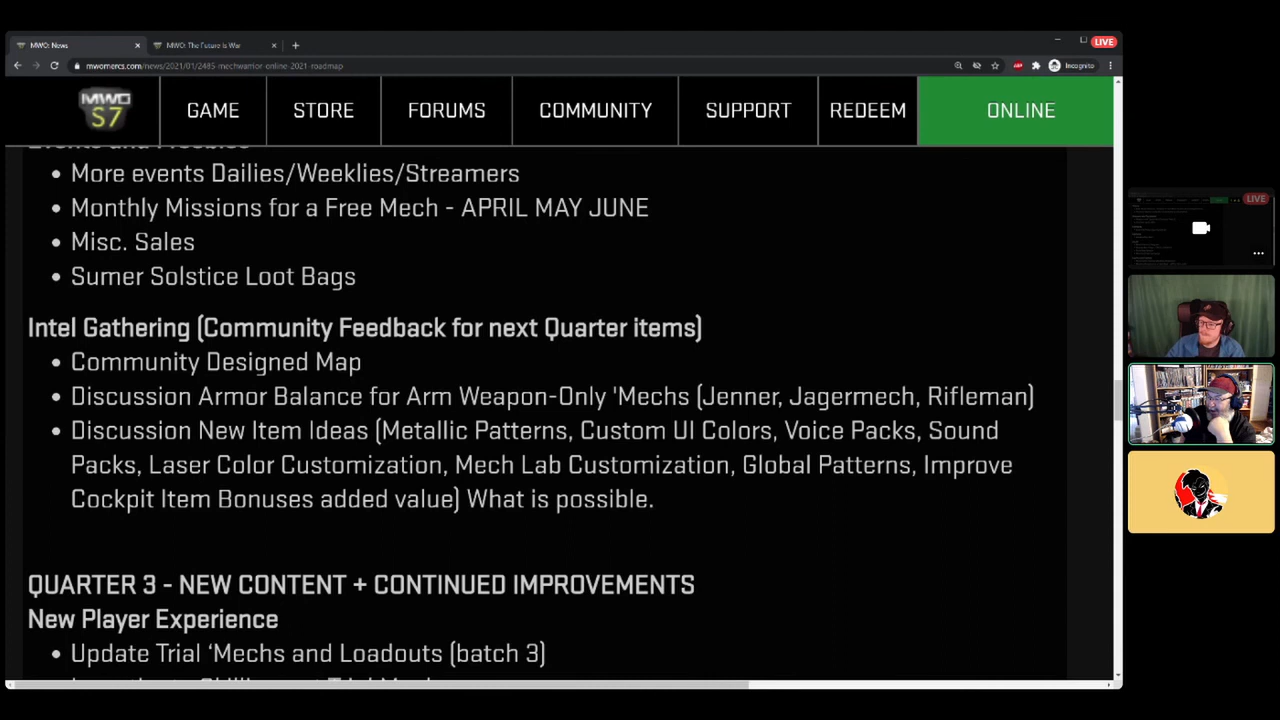 MWO: News
MWO: The Future Is War
LIVE
mwomercs.com/news/2021/01/2485-mechwarrior-online-2021-roadmap
Incognito
MWO
S7
GAME
STORE
FORUMS
COMMUNITY
SUPPORT
REDEEM
ONLINE
Events and Freebies
More events Dailies/Weeklies/Streamers
Monthly Missions for a Free Mech - APRIL MAY JUNE
Misc. Sales
Sumer Solstice Loot Bags
Intel Gathering (Community Feedback for next Quarter items)
Community Designed Map
Discussion Armor Balance for Arm Weapon-Only 'Mechs (Jenner, Jagermech, Rifleman)
Discussion New Item Ideas (Metallic Patterns, Custom UI Colors, Voice Packs, Sound
Packs, Laser Color Customization, Mech Lab Customization, Global Patterns, Improve
Cockpit Item Bonuses added value) What is possible.
QUARTER 3 - NEW CONTENT + CONTINUED IMPROVEMENTS
New Player Experience
Update Trial ‘Mechs and Loadouts (batch 3)
LIVE